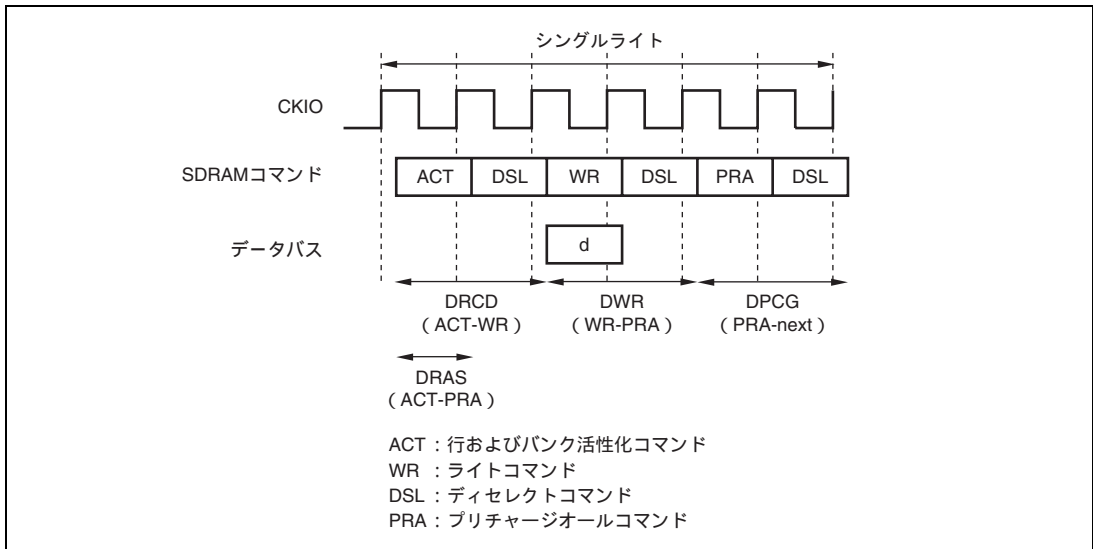 シングルライト
CKIO
SDRAMコマンド
ACT DSL WR DSL PRA DSL
データバス
d
DRCD DWR DPCG
（ACT-WR） （WR-PRA） （PRA-next）
DRAS
（ACT-PRA）
ACT ：行およびバンク活性化コマンド
WR ：ライトコマンド
DSL ：ディセレクトコマンド
PRA ：プリチャージオールコマンド